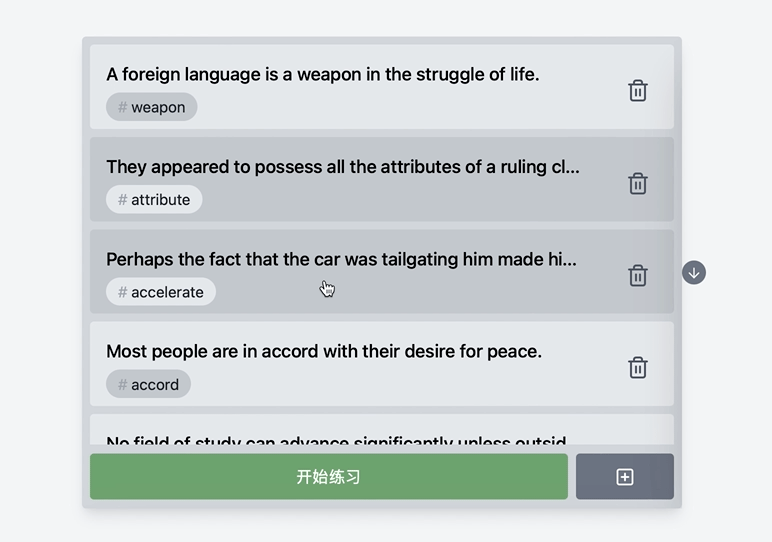 A foreign language is a weapon in the struggle of life.
# weapon
They appeared to possess all the attributes of a ruling cl...
# attribute
Perhaps the fact that the car was tailgating him made hi...
# accelerate
Most people are in accord with their desire for peace.
# accord
No field of study can advance significantly unless outsid
开始练习